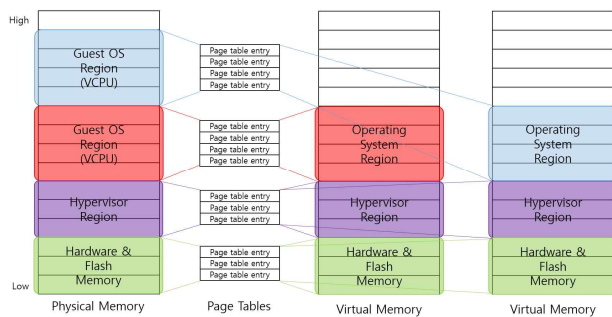 High
Guest OS
Region
(VCPU)
Page table entry
Page table entry
Page table entry
Page table entry
Guest OS
Region
(VCPU)
Page table entry
Page table entry
Page table entry
Page table entry
Operating
System
Region
Operating
System
Region
Hypervisor
Region
Page table entry
Page table entry
Page table entry
Hypervisor
Region
Hypervisor
Region
Hardware &
Flash
Memory
Page table entry
Page table entry
Page table entry
Hardware &
Flash
Memory
Hardware &
Flash
Memory
Low
Physical Memory
Page Tables
Virtual Memory
Virtual Memory